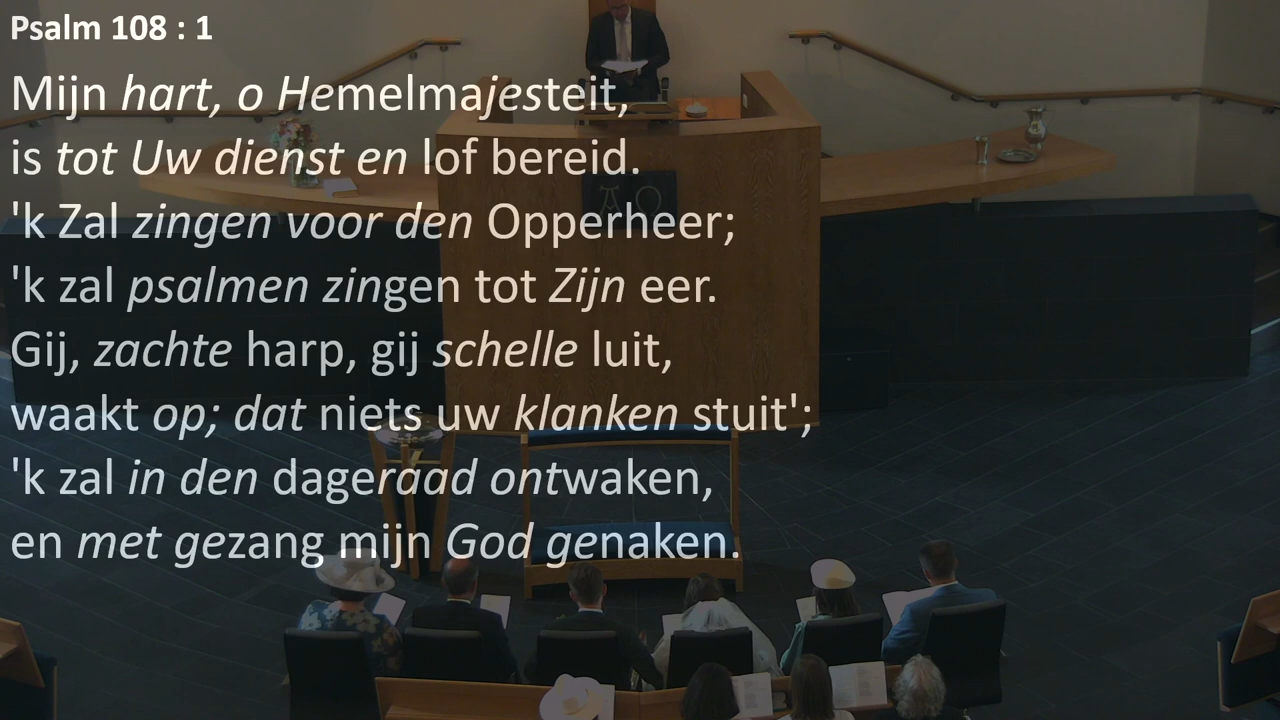 Psalm 108 : 1
Mijn hart, o Hemelmajesteit,
is tot Uw dienst en lof bereid.
'k Zal zingen voor den Opperheer;
'k zal psalmen zingen tot Zijn eer.
Gij, zachte harp, gij schelle luit,
waakt op; dat niets uw klanken stuit';
'k zal in den dageraad ontwaken,
en met gezang mijn God genaken.
ΑΩ